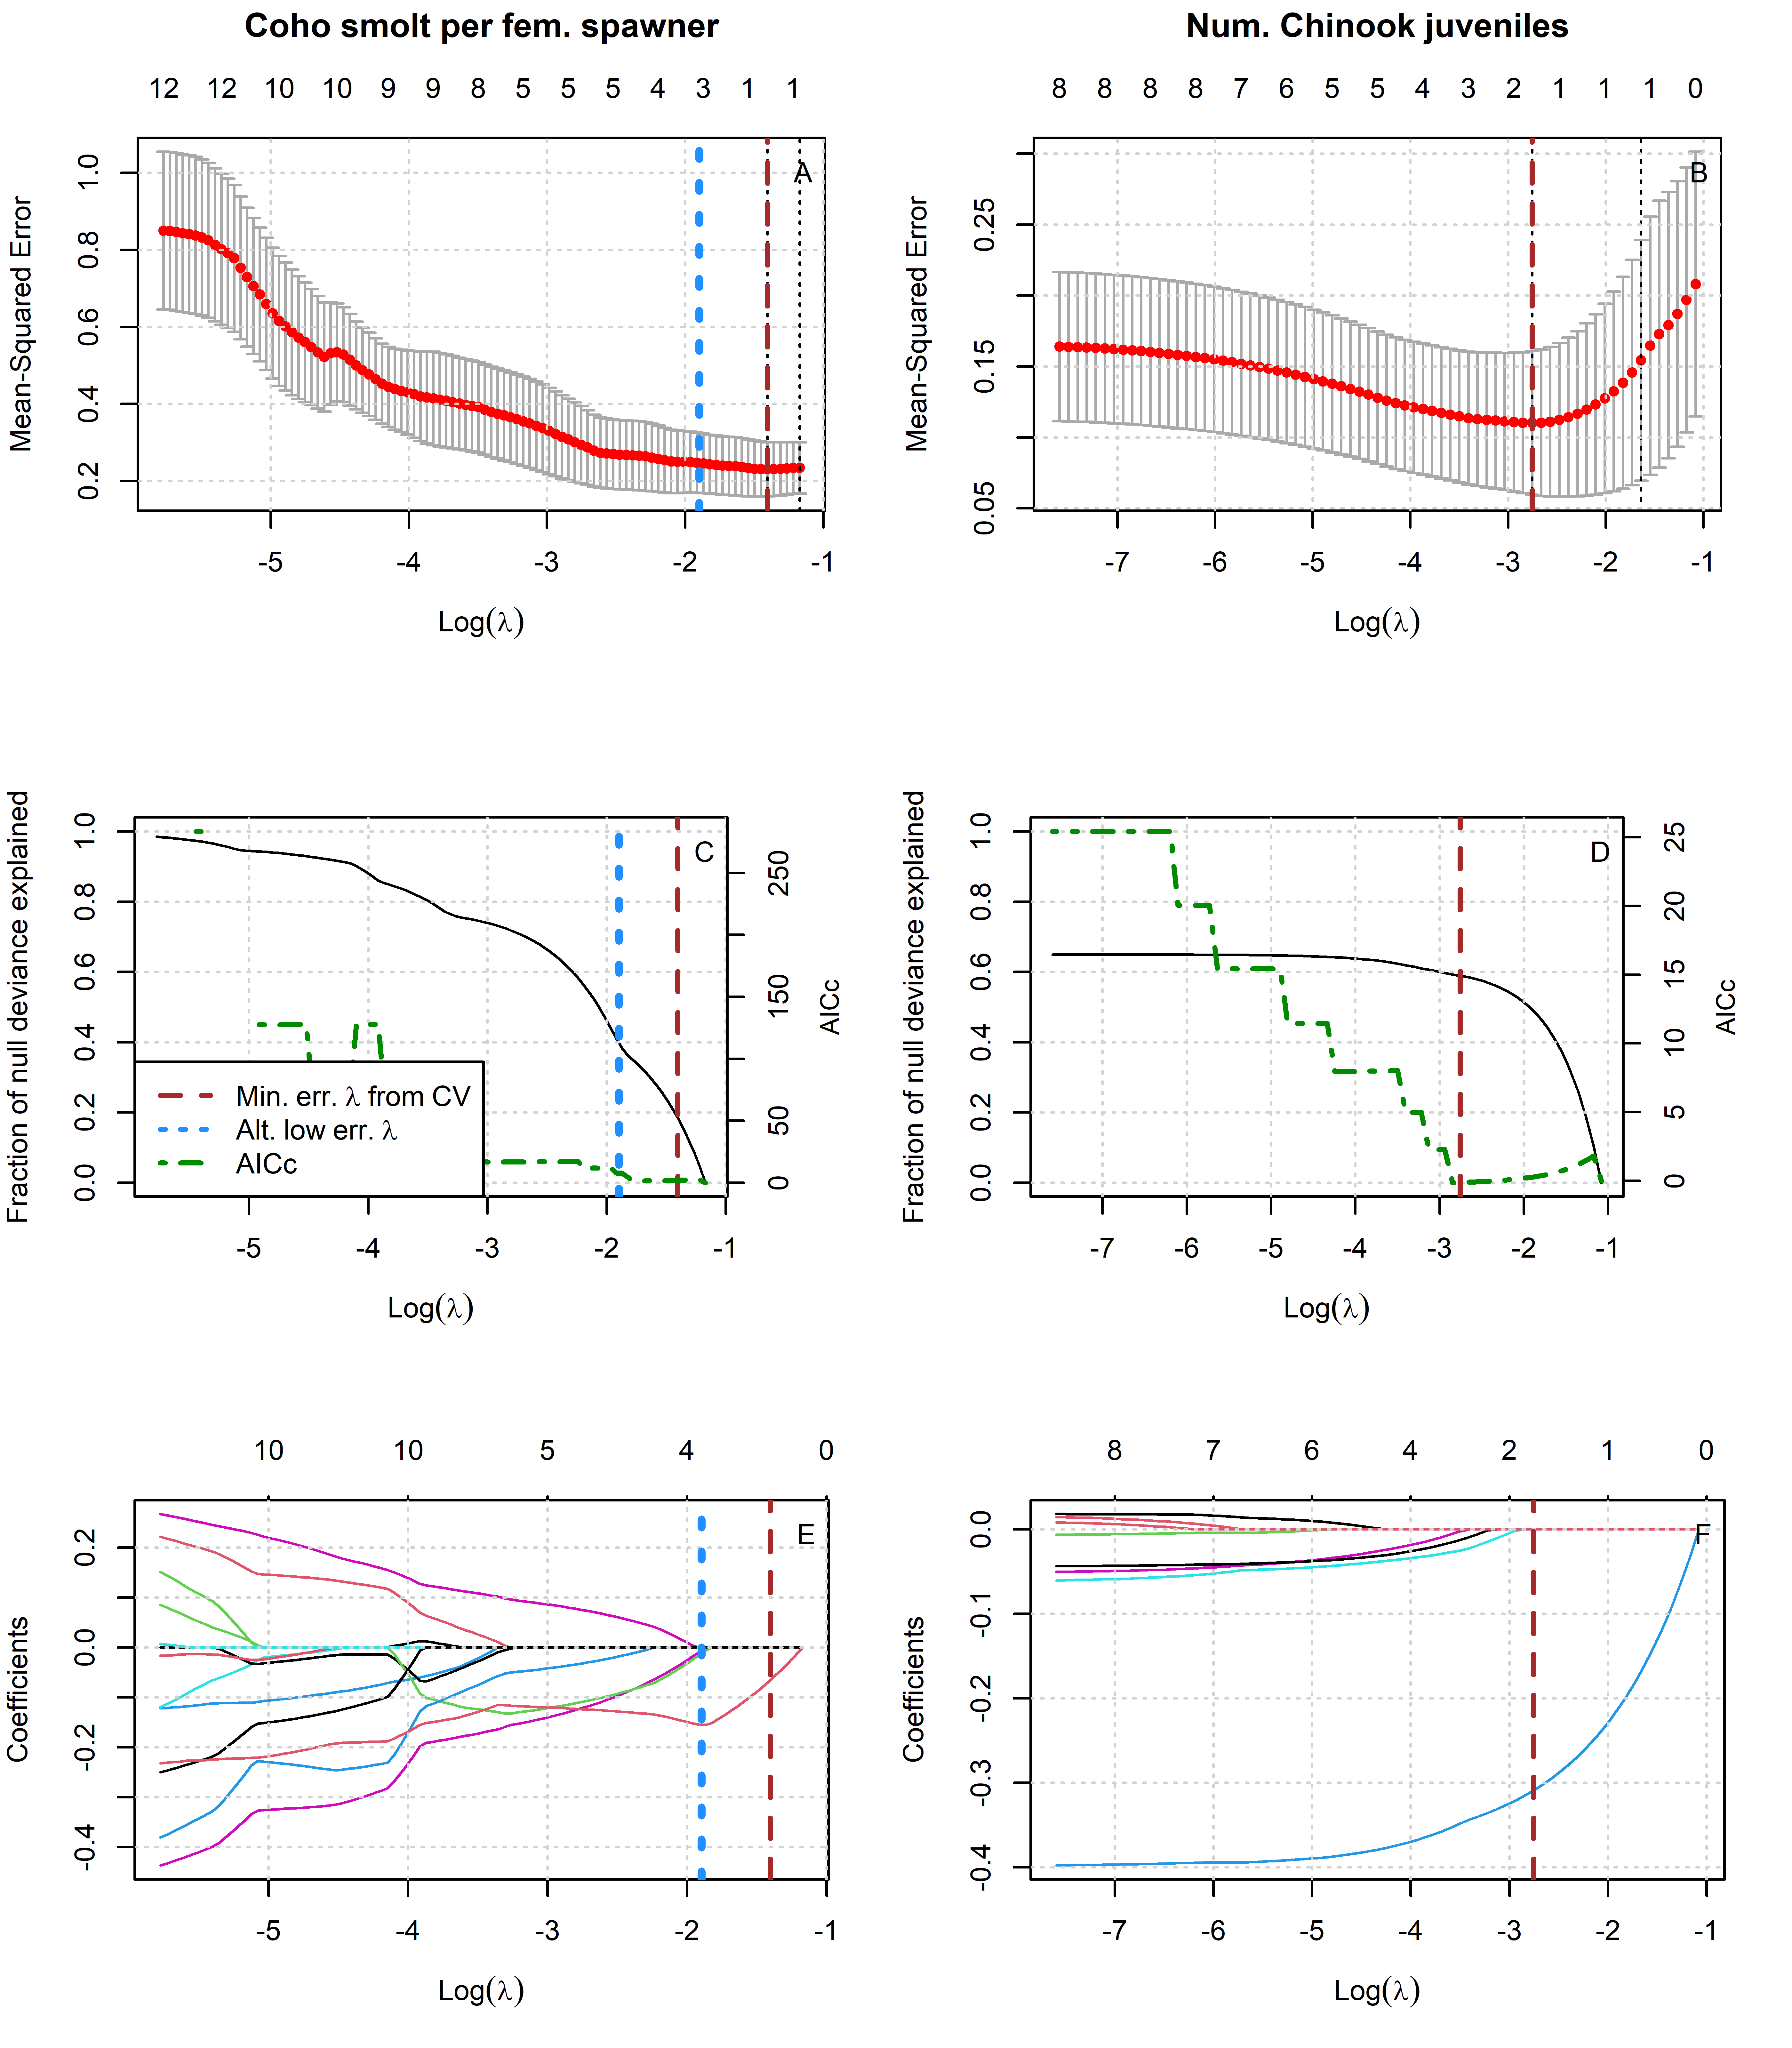 Coho smolt per fem. spawner
12 12 10 10 9 9 8 5 5 5 4 3 1 1
Mean-Squared Error
1.0
0.8
0.6
0.4
0.2
A
-5 -4 -3 -2 -1
Log(λ)
Num. Chinook juveniles
8 8 8 8 7 6 5 5 4 3 2 1 1 1 0
Mean-Squared Error
0.25
0.15
0.05
B
-7 -6 -5 -4 -3 -2 -1
Log(λ)
Fraction of null deviance explained
1.0
0.8
0.6
0.4
0.2
0.0
C
Min. err. λ from CV
Alt. low err. λ
AICc
250
150
50
0
AICc
-5 -4 -3 -2 -1
Log(λ)
Fraction of null deviance explained
1.0
0.8
0.6
0.4
0.2
0.0
D
25
20
15
10
5
0
AICc
-7 -6 -5 -4 -3 -2 -1
Log(λ)
10 10 5 4 0
Coefficients
0.2
0.0
-0.2
-0.4
E
-5 -4 -3 -2 -1
Log(λ)
8 7 6 4 2 1 0
Coefficients
0.0
-0.1
-0.2
-0.3
-0.4
F
-7 -6 -5 -4 -3 -2 -1
Log(λ)